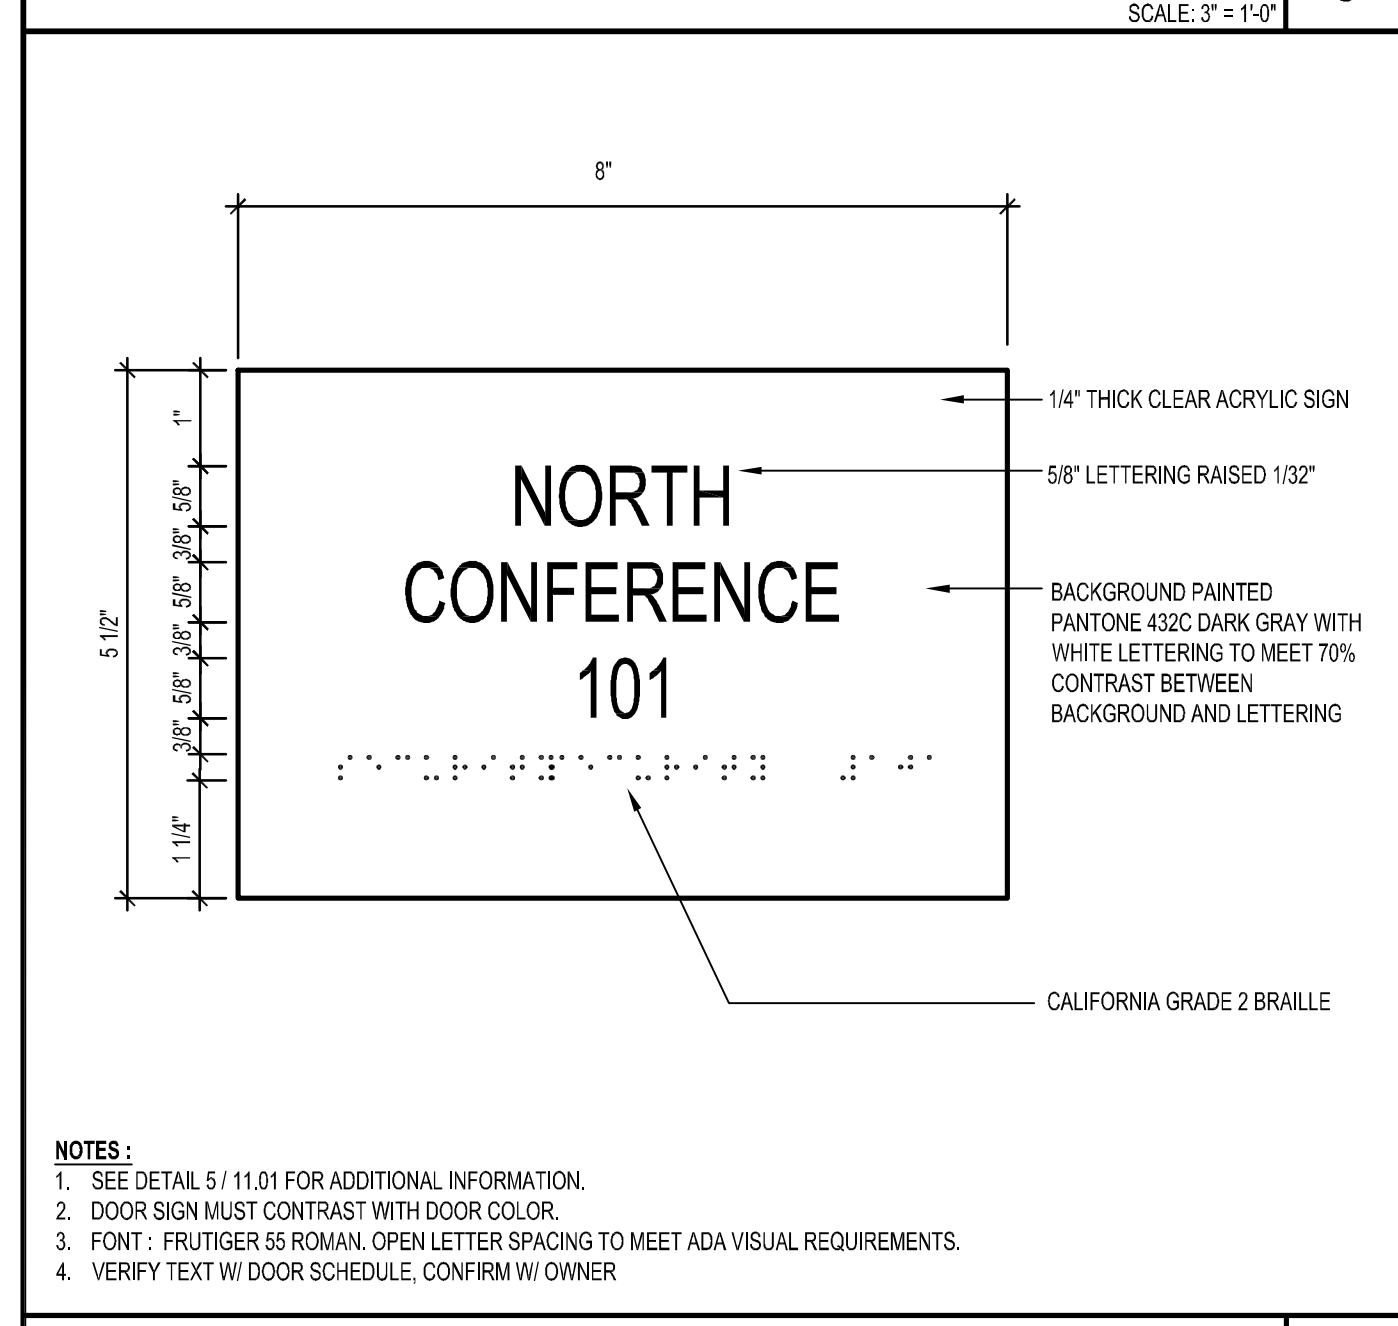 SCALE: 3" = 1'-0"
8"
1"
5/8"
3/8"
5/8"
3/8"
5/8"
3/8"
1 1/4"
5 1/2"
NORTH
CONFERENCE
101
1/4" THICK CLEAR ACRYLIC SIGN
5/8" LETTERING RAISED 1/32"
BACKGROUND PAINTED
PANTONE 432C DARK GRAY WITH
WHITE LETTERING TO MEET 70%
CONTRAST BETWEEN
BACKGROUND AND LETTERING
CALIFORNIA GRADE 2 BRAILLE
NOTES :
1. SEE DETAIL 5 / 11.01 FOR ADDITIONAL INFORMATION.
2. DOOR SIGN MUST CONTRAST WITH DOOR COLOR.
3. FONT : FRUTIGER 55 ROMAN. OPEN LETTER SPACING TO MEET ADA VISUAL REQUIREMENTS.
4. VERIFY TEXT W/ DOOR SCHEDULE, CONFIRM W/ OWNER